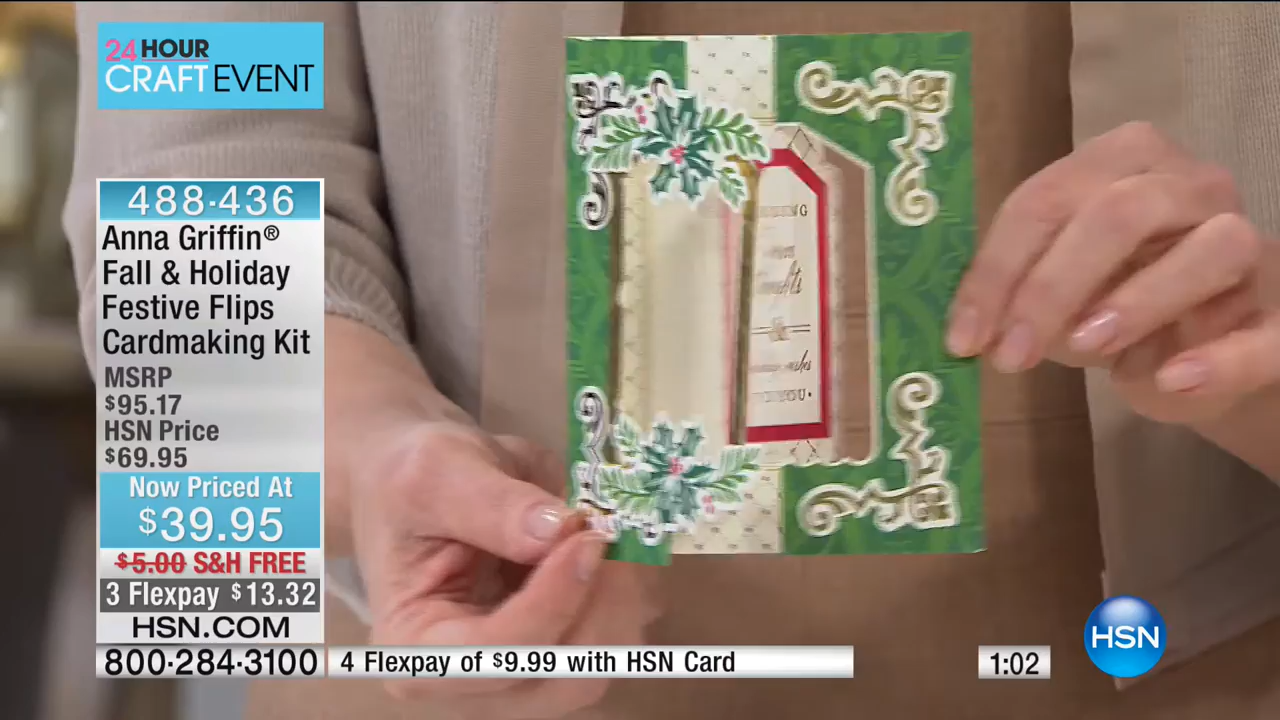 24 HOUR
CRAFT EVENT
488-436
Anna Griffin®
Fall & Holiday
Festive Flips
Cardmaking Kit
MSRP
$95.17
HSN Price
$69.95
Now Priced At
$39.95
$5.00 S&H FREE
3 Flexpay $13.32
HSN.COM
800·284·3100
4 Flexpay of $9.99 with HSN Card
1:02
HSN